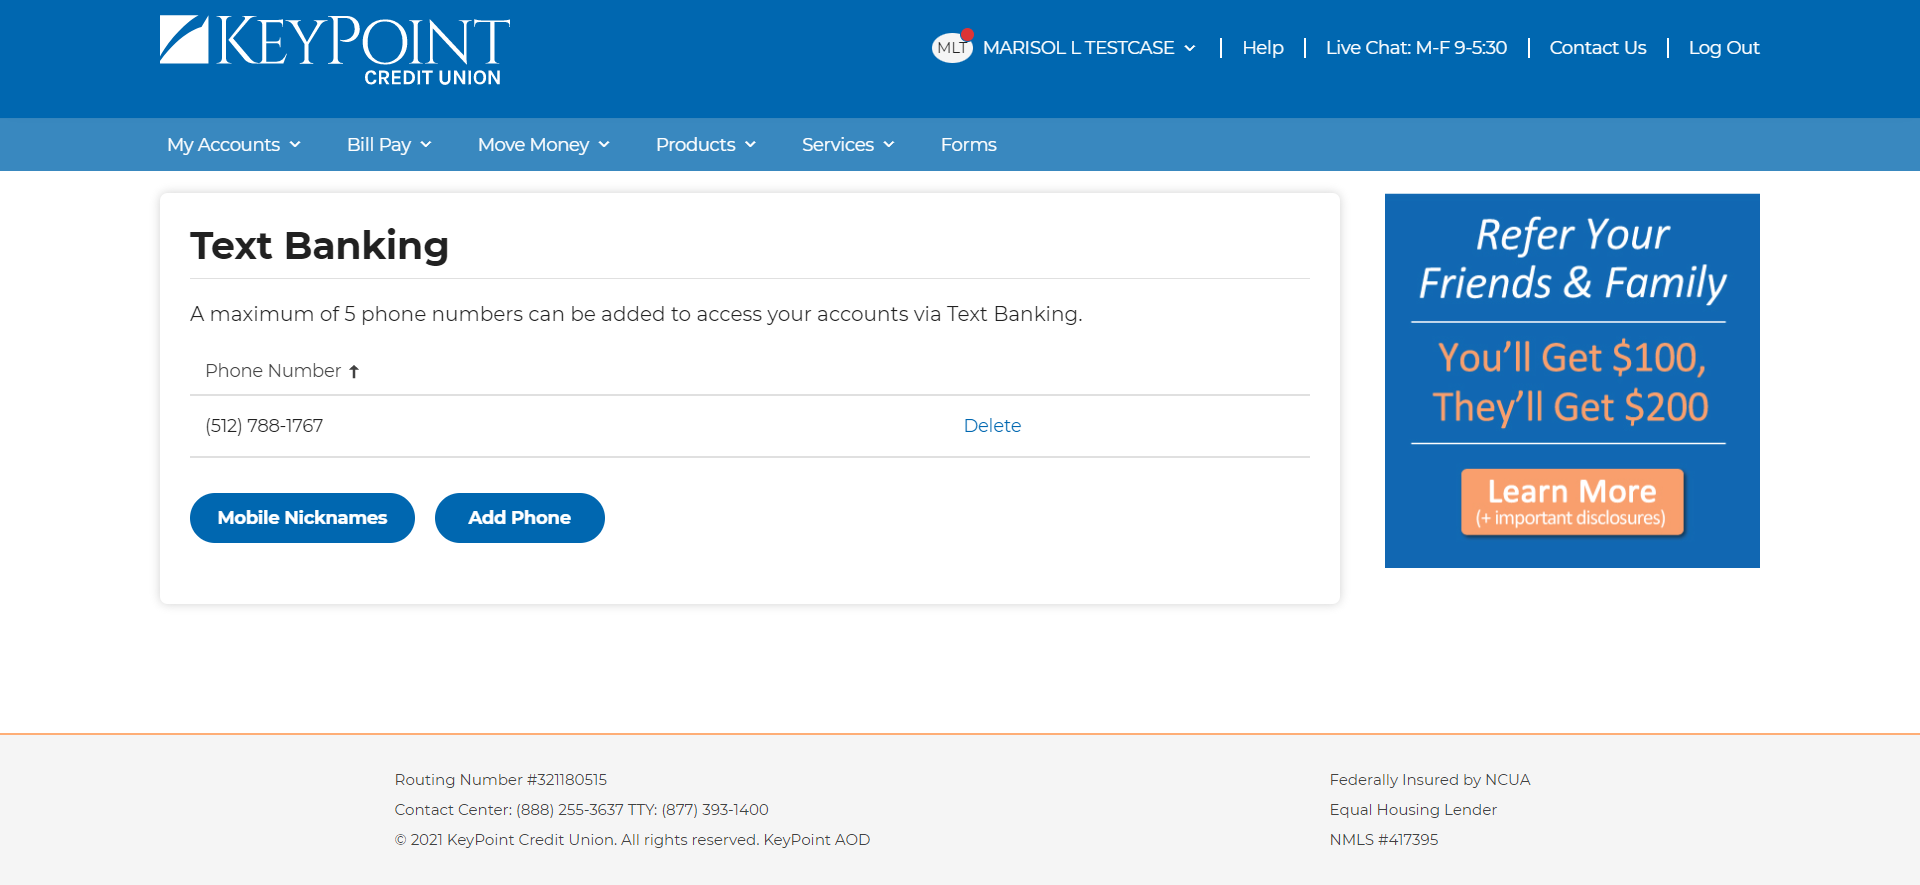 KEYPOINT
CREDIT UNION
MLT MARISOL L TESTCASE Help Live Chat: M-F 9-5:30 Contact Us Log Out
My Accounts Bill Pay Move Money Products Services Forms
Text Banking
A maximum of 5 phone numbers can be added to access your accounts via Text Banking.
Phone Number
(512) 788-1767 Delete
Mobile Nicknames Add Phone
Refer Your
Friends & Family
You'll Get $100,
They'll Get $200
Learn More
(+ important disclosures)
Routing Number #321180515
Contact Center: (888) 255-3637 TTY: (877) 393-1400
© 2021 KeyPoint Credit Union. All rights reserved. KeyPoint AOD
Federally Insured by NCUA
Equal Housing Lender
NMLS #417395